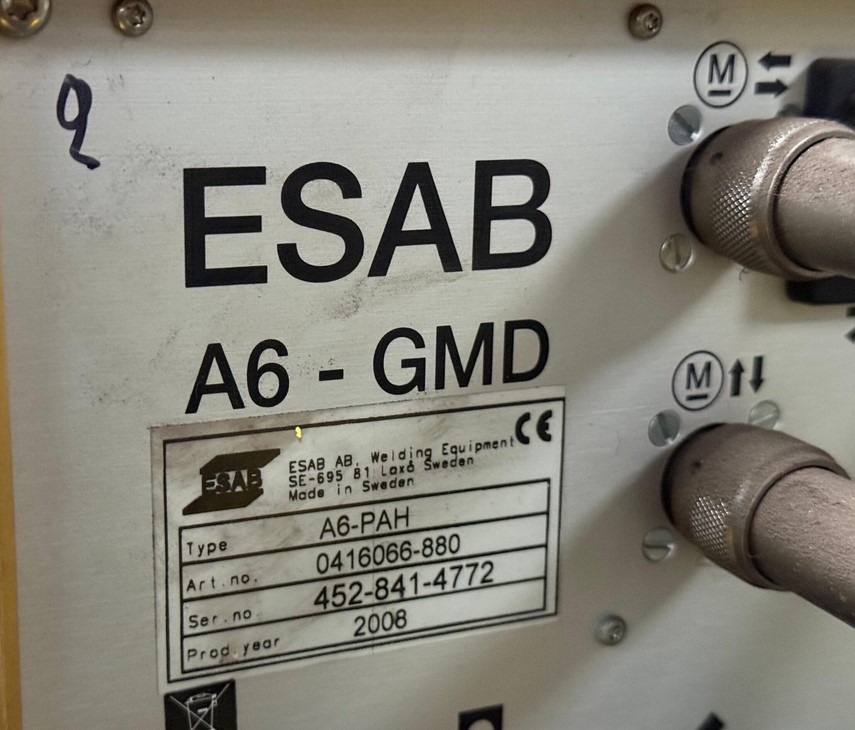 M
9
ESAB
A6 - GMD
M
CE
ESAB
ESAB AB, Welding Equipment
SE-695 81 Laxå Sweden
Made in Sweden
Type A6-PAH
Art.no. 0416066-880
Ser.no 452-841-4772
Prod.year 2008